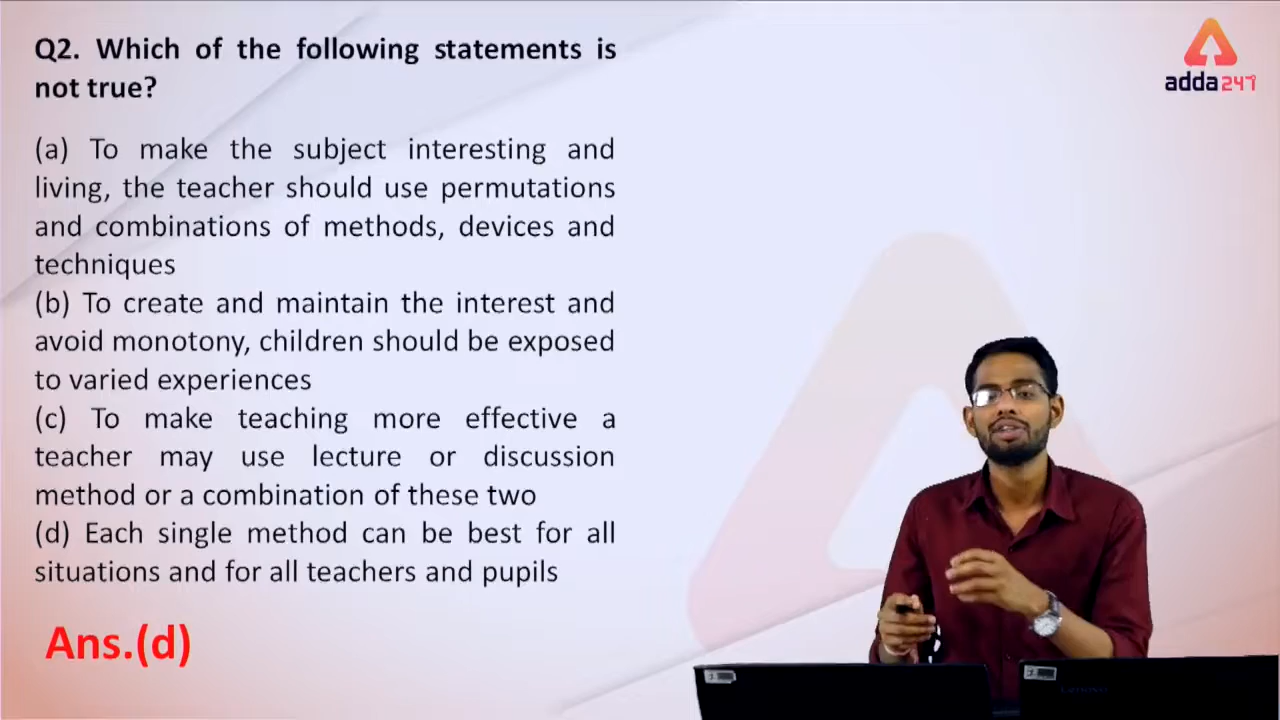 Q2. Which of the following statements is
not true?
(a) To make the subject interesting and
living, the teacher should use permutations
and combinations of methods, devices and
techniques
(b) To create and maintain the interest and
avoid monotony, children should be exposed
to varied experiences
(c) To make teaching more effective a
teacher may use lecture or discussion
method or a combination of these two
(d) Each single method can be best for all
situations and for all teachers and pupils
Ans.(d)
adda247
Lenovo